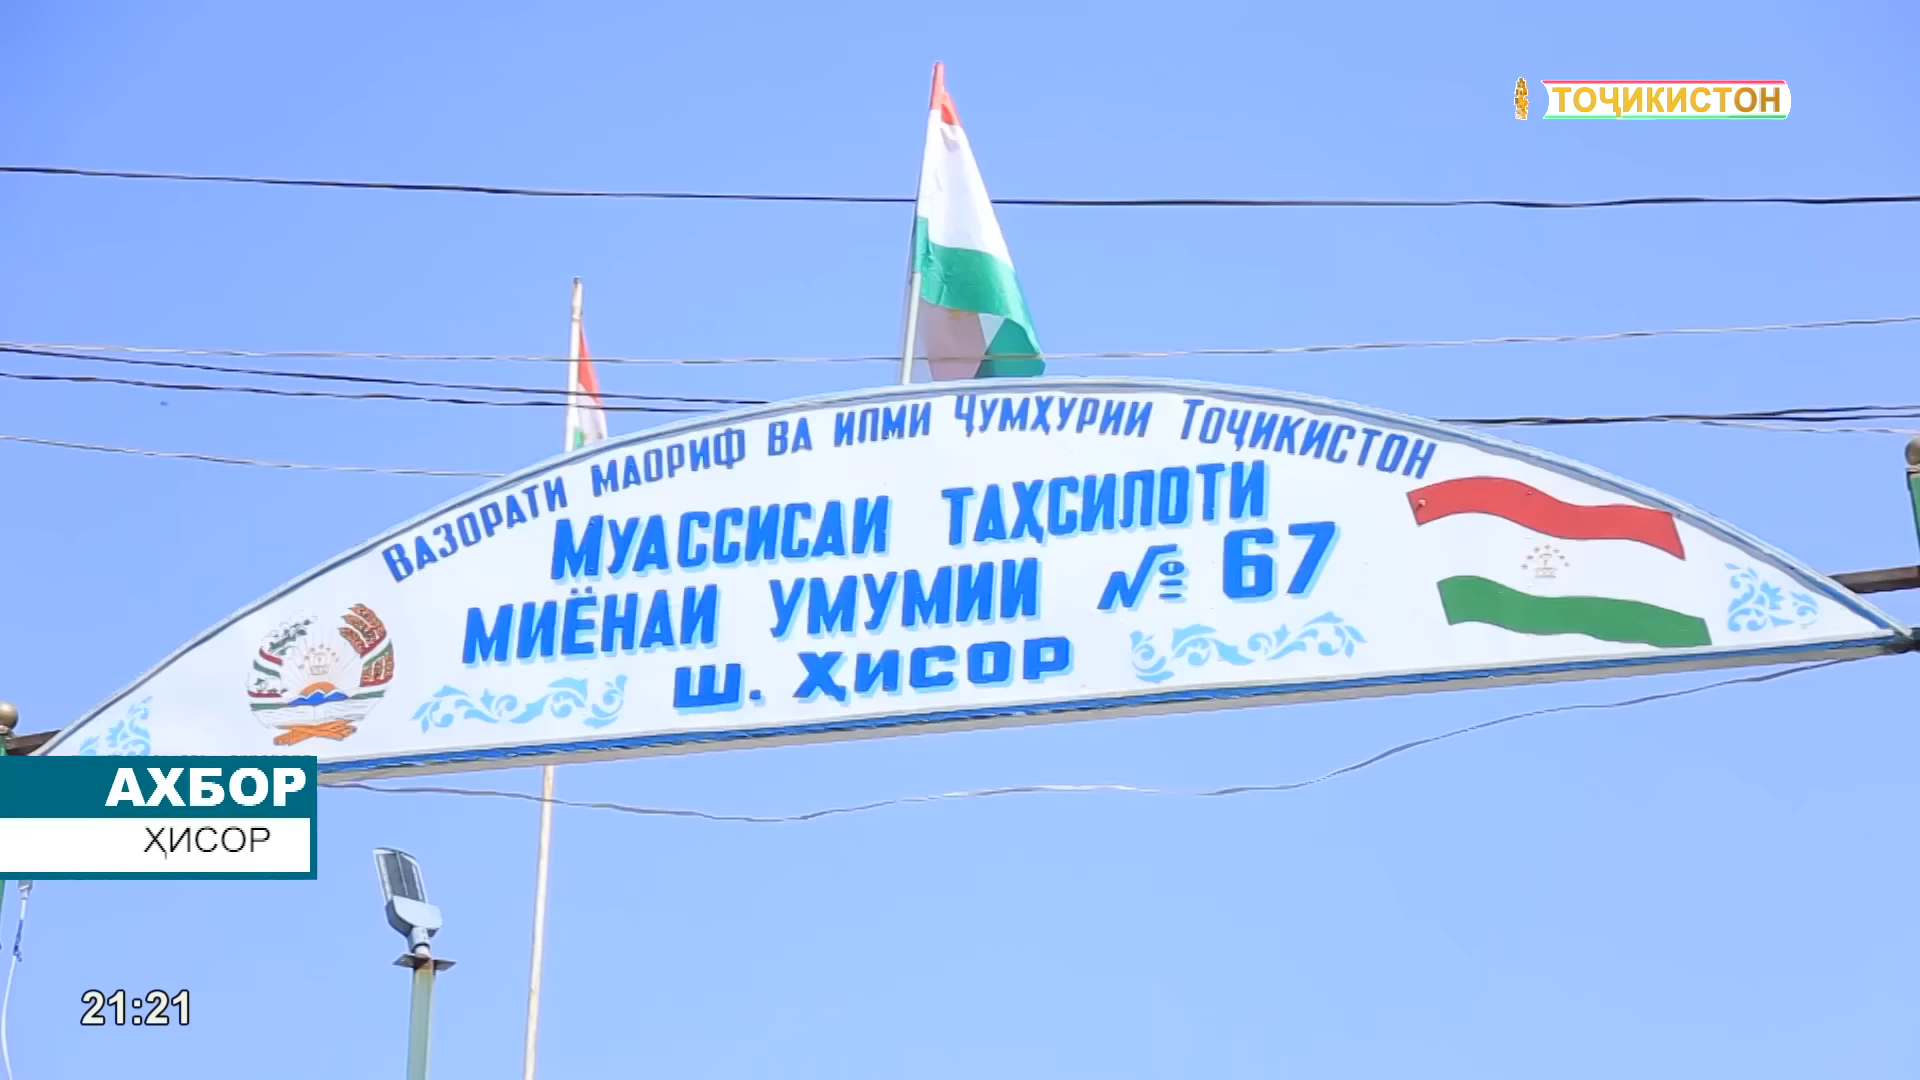 ТОҶИКИСТОН
ВАЗОРАТИ МАОРИФ ВА ИЛМИ ҶУМҲУРИИ ТОҶИКИСТОН
МУАССИСАИ ТАҲСИЛОТИ
МИЁНАИ УМУМИИ № 67
Ш. ҲИСОР
АХБОР
ҲИСОР
21:21